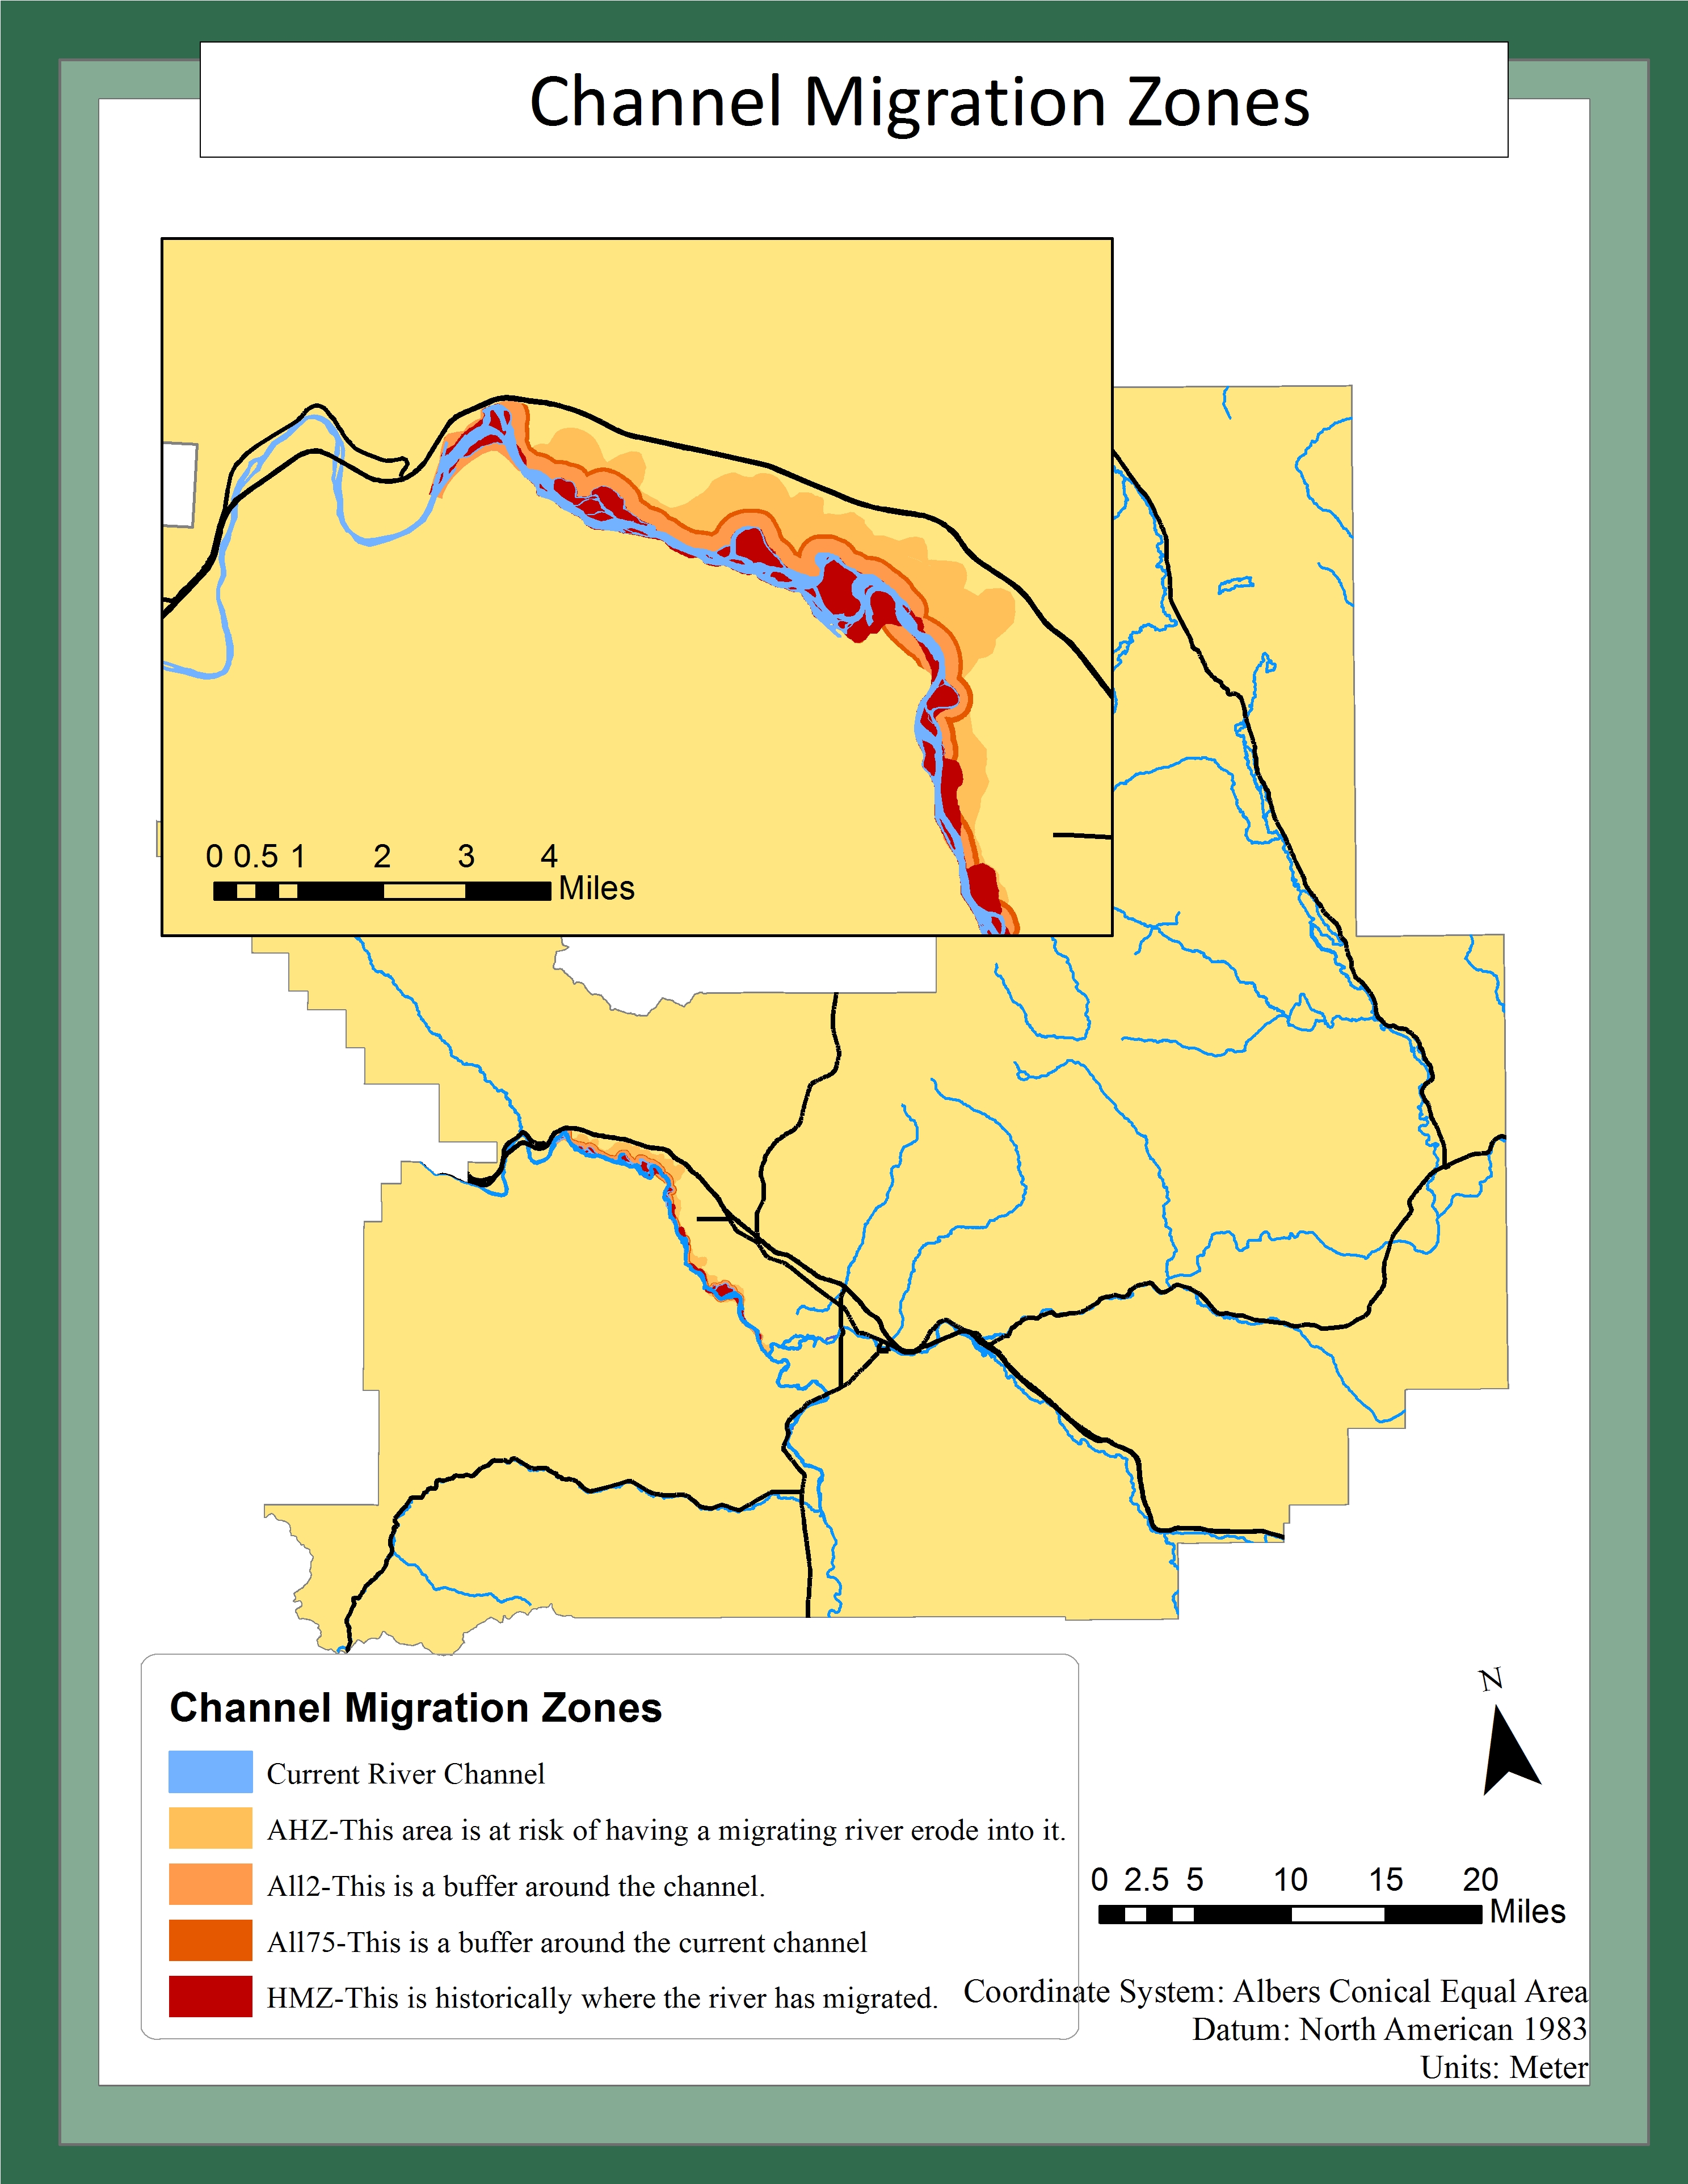 Channel Migration Zones
0 0.5 1 2 3 4
Miles
Channel Migration Zones
Current River Channel
AHZ-This area is at risk of having a migrating river erode into it.
All2-This is a buffer around the channel.
All75-This is a buffer around the current channel
HMZ-This is historically where the river has migrated.
N
0 2.5 5 10 15 20
Miles
Coordinate System: Albers Conical Equal Area
Datum: North American 1983
Units: Meter